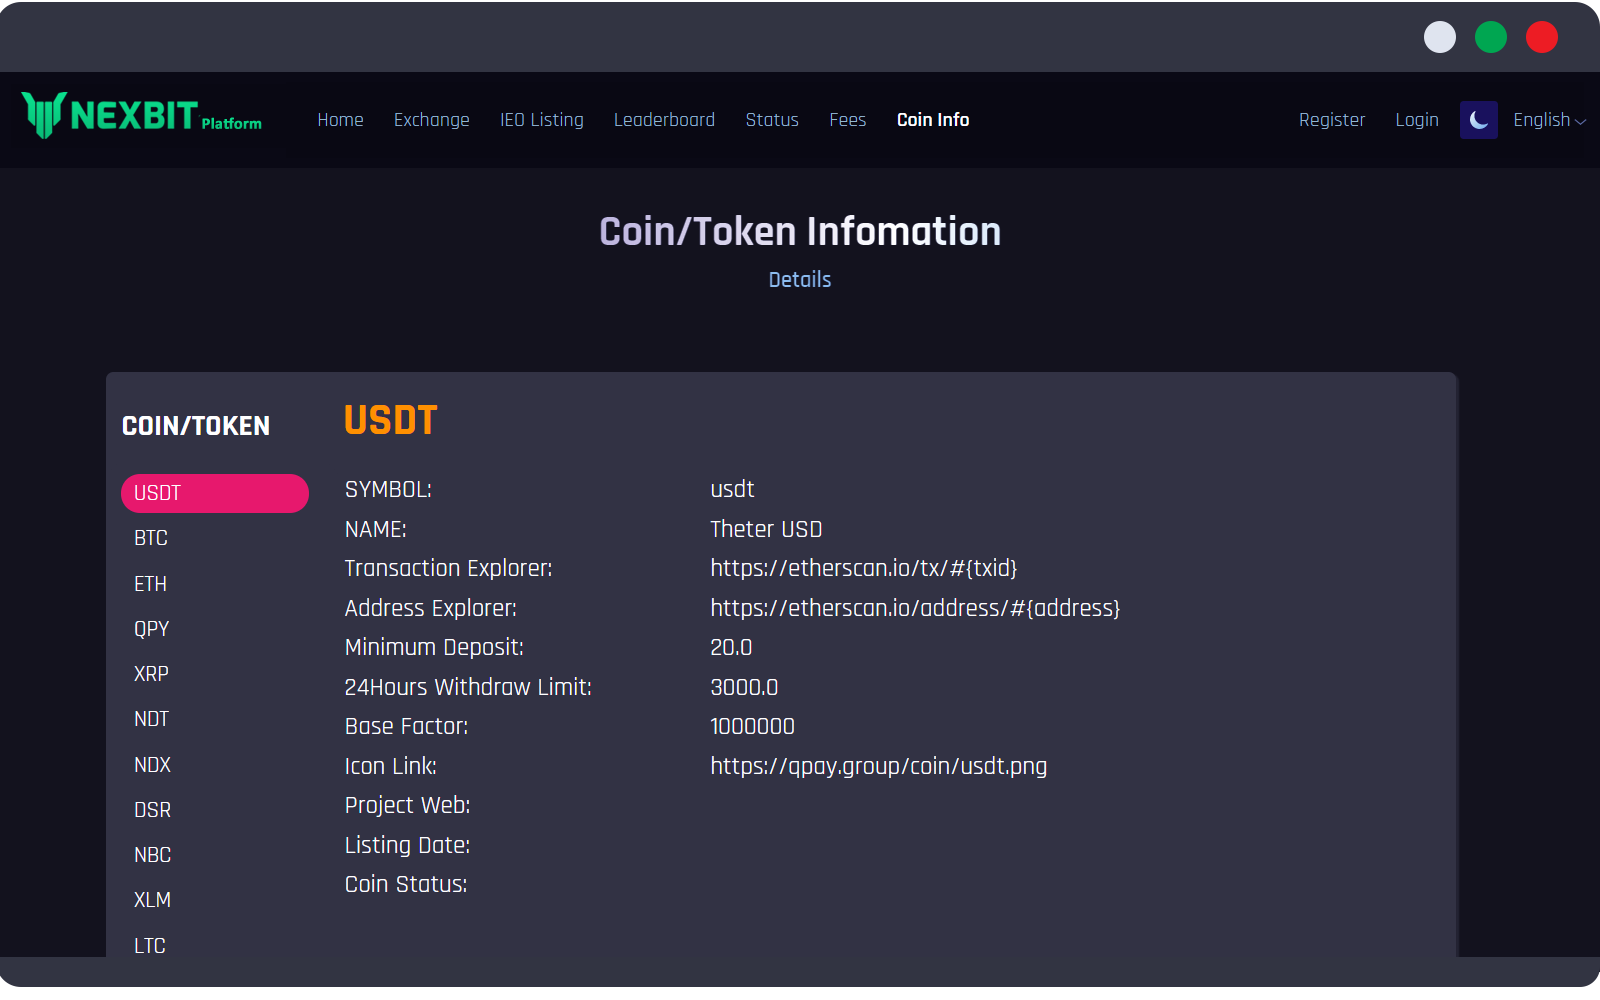 NEXBIT Platform
Home Exchange IEO Listing Leaderboard Status Fees Coin Info Register Login English
Coin/Token Infomation
Details
COIN/TOKEN
USDT
BTC
ETH
QPY
XRP
NDT
NDX
DSR
NBC
XLM
LTC
USDT
SYMBOL: usdt
NAME: Theter USD
Transaction Explorer: https://etherscan.io/tx/#{txid}
Address Explorer: https://etherscan.io/address/#{address}
Minimum Deposit: 20.0
24Hours Withdraw Limit: 3000.0
Base Factor: 1000000
Icon Link: https://qpay.group/coin/usdt.png
Project Web:
Listing Date:
Coin Status: